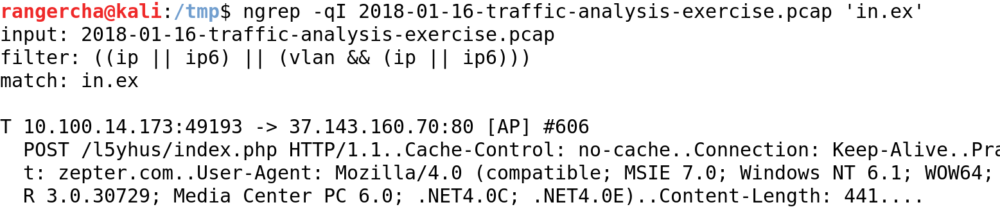 rangercha@kali:/tmp$ ngrep -qI 2018-01-16-traffic-analysis-exercise.pcap 'in.ex'
input: 2018-01-16-traffic-analysis-exercise.pcap
filter: ((ip || ip6) || (vlan && (ip || ip6)))
match: in.ex
T 10.100.14.173:49193 -> 37.143.160.70:80 [AP] #606
POST /l5yhus/index.php HTTP/1.1..Cache-Control: no-cache..Connection: Keep-Alive..Pra
t: zepter.com..User-Agent: Mozilla/4.0 (compatible; MSIE 7.0; Windows NT 6.1; WOW64;
R 3.0.30729; Media Center PC 6.0; .NET4.0C; .NET4.0E)..Content-Length: 441....